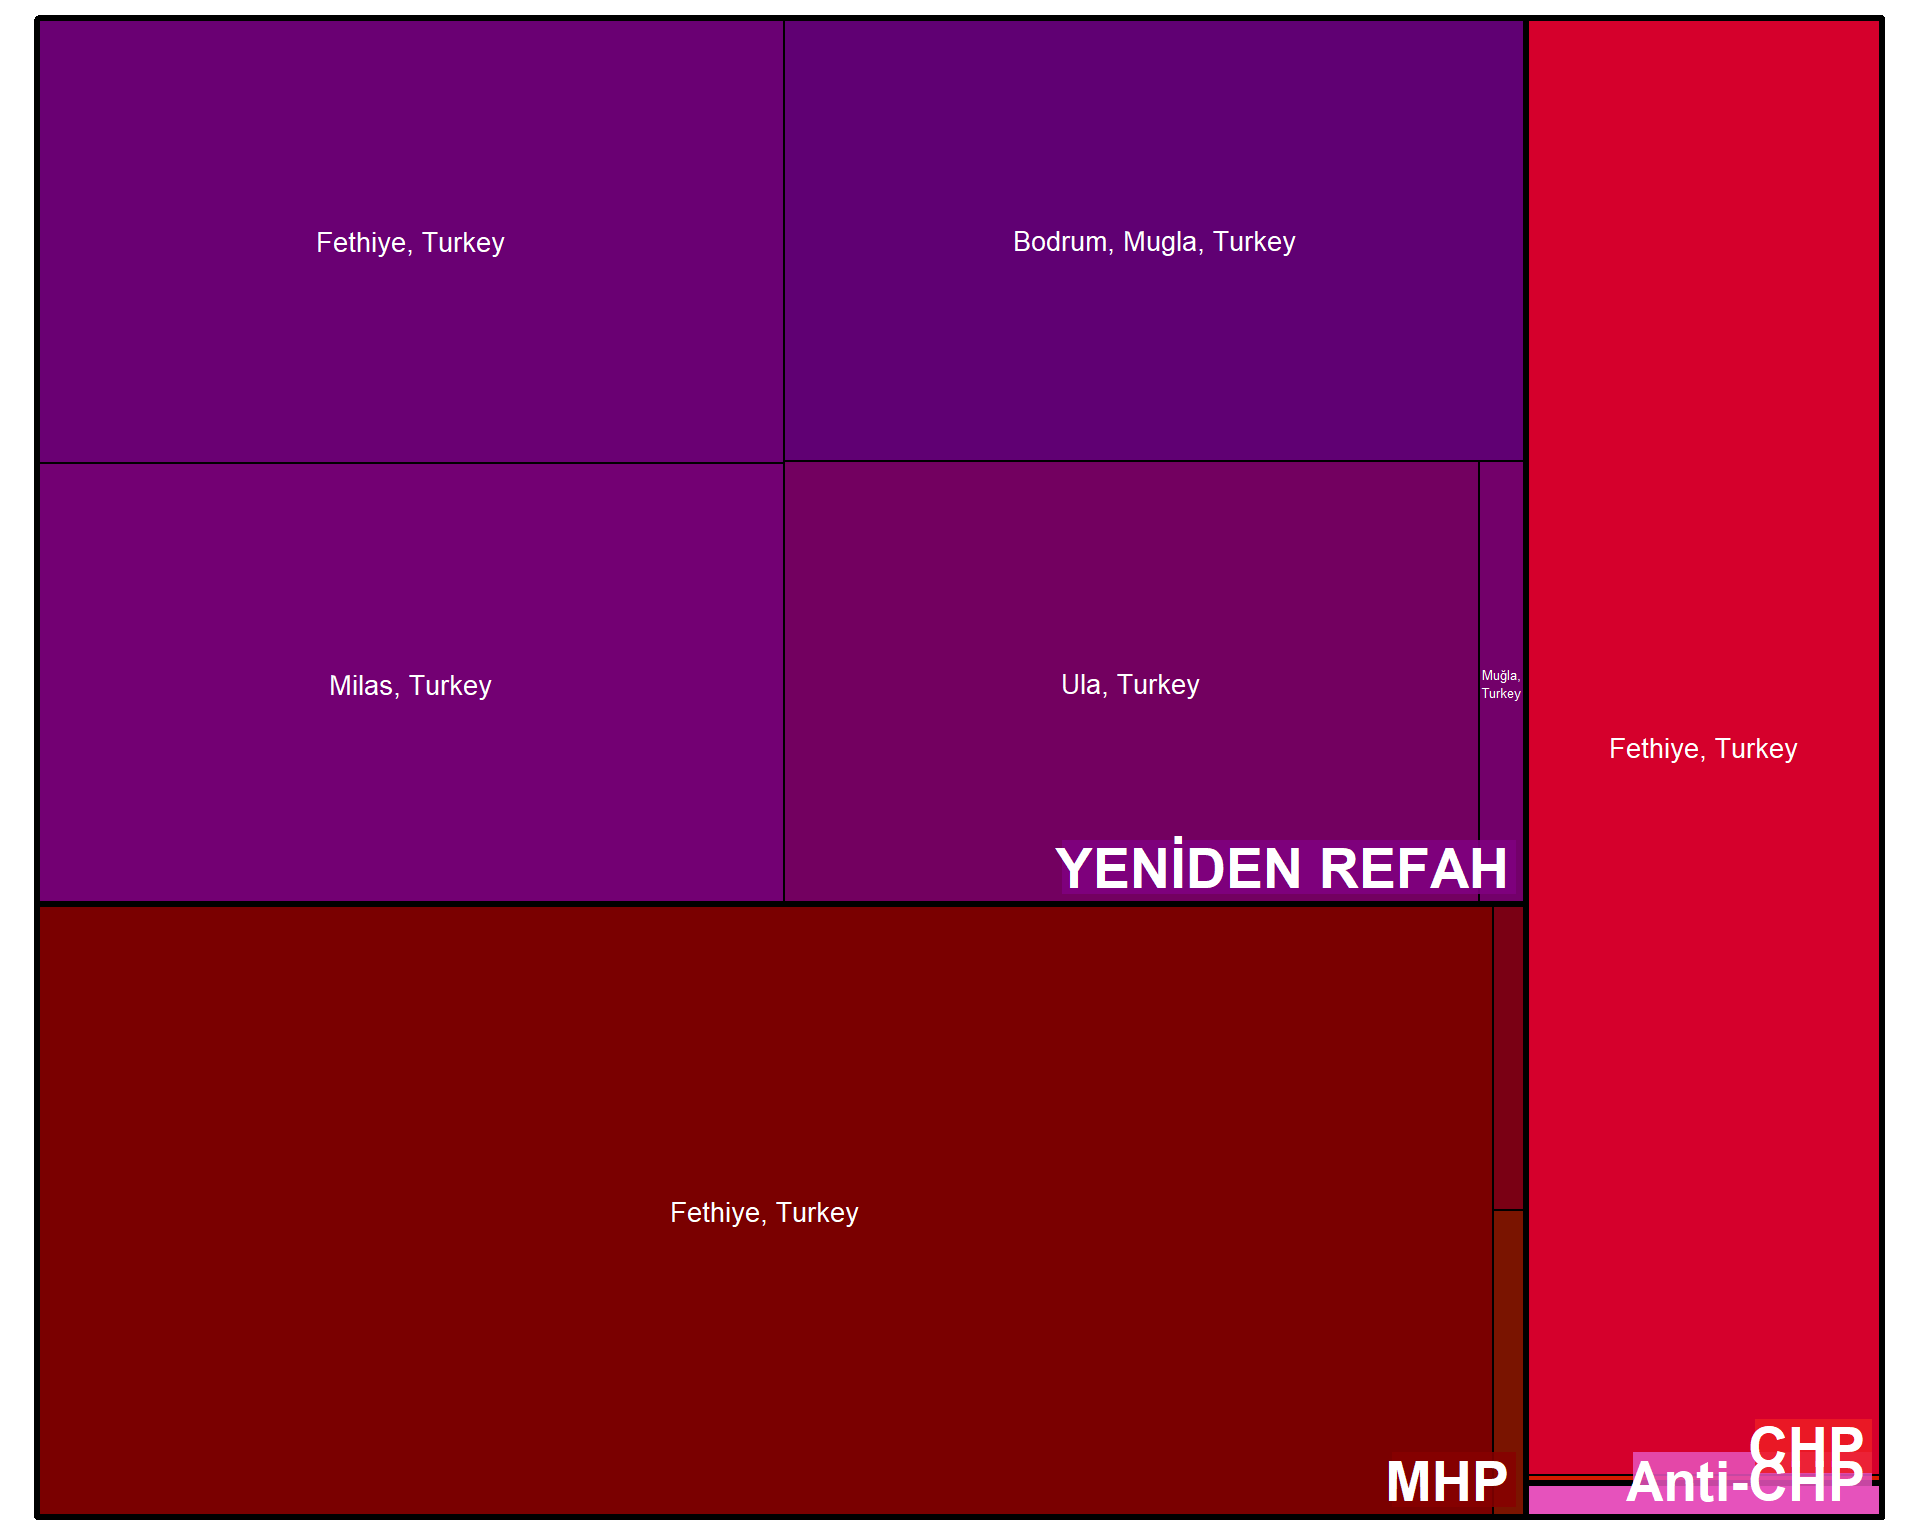 Fethiye, Turkey
Bodrum, Mugla, Turkey
Milas, Turkey
Ula, Turkey
Muğla,
Turkey
YENİDEN REFAH
Fethiye, Turkey
MHP
Fethiye, Turkey
CHP
Anti-CHP